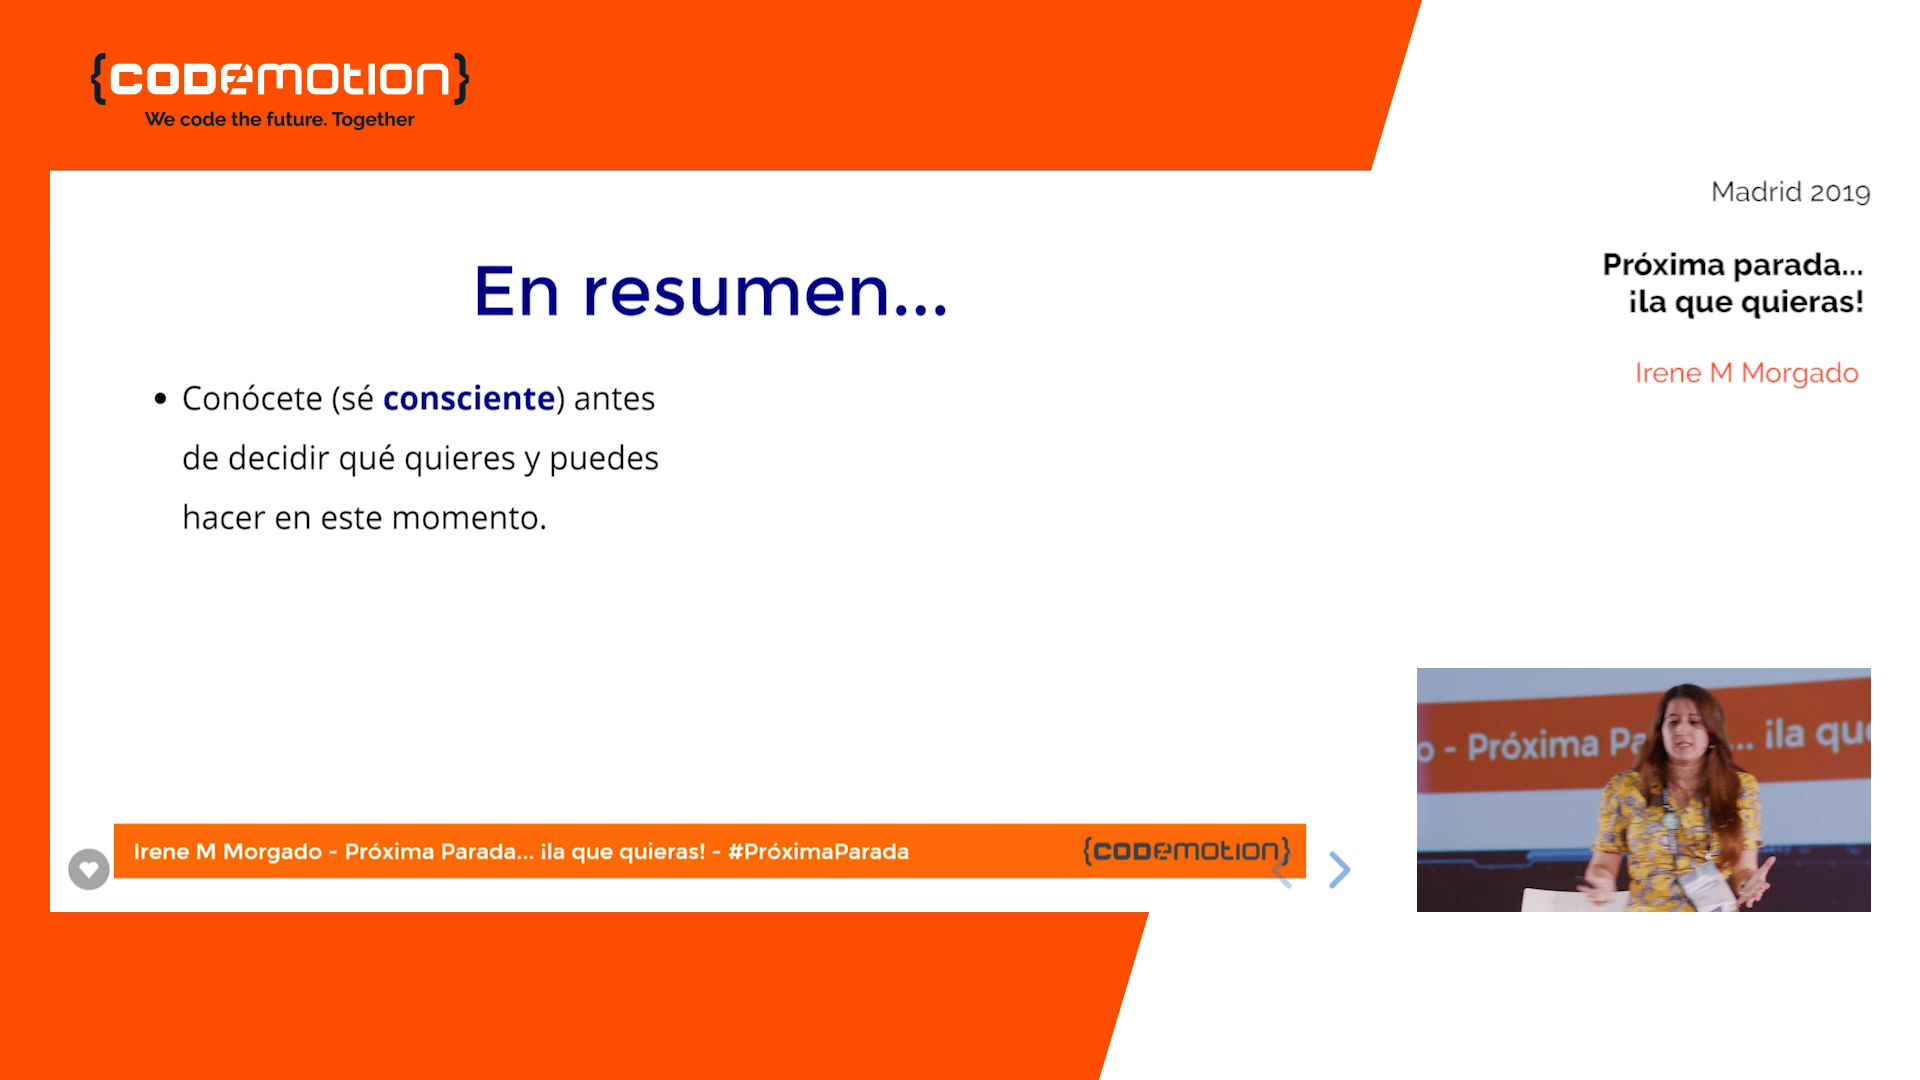 {CODEMOTION}
We code the future. Together
Madrid 2019
Próxima parada...
¡la que quieras!
Irene M Morgado
En resumen...
• Conócete (sé consciente) antes
de decidir qué quieres y puedes
hacer en este momento.
Irene M Morgado - Próxima Parada... ¡la que quieras! - #PróximaParada
{CODEMOTION}
o - Próxima Pa ... ¡la que